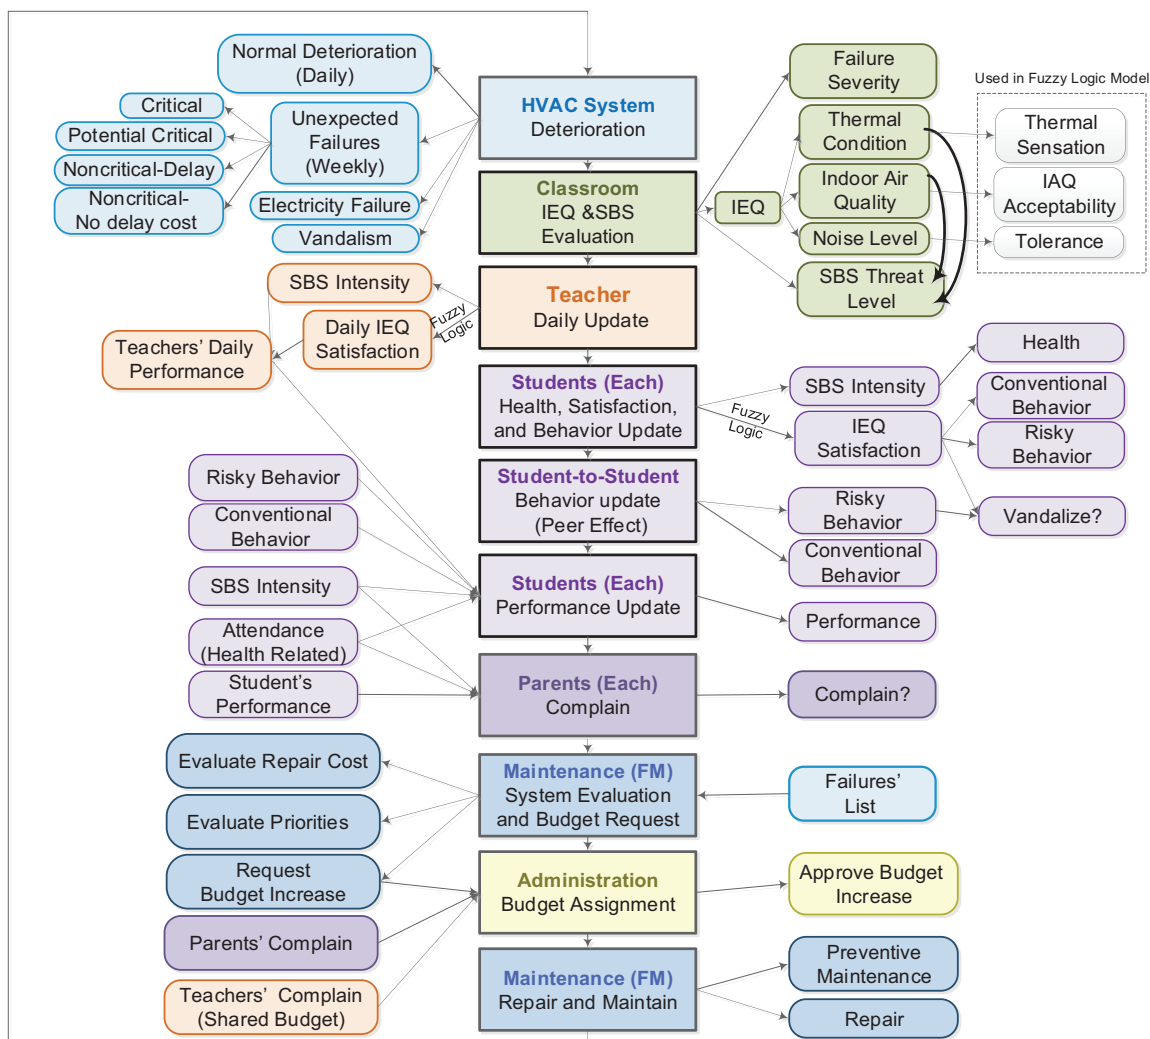 Normal Deterioration
(Daily)
Critical
Potential Critical
Noncritical-Delay
Noncritical-
No delay cost
Unexpected
Failures
(Weekly)
Electricity Failure
Vandalism
HVAC System
Deterioration
Failure
Severity
Used in Fuzzy Logic Model
Thermal
Condition
Thermal
Sensation
Classroom
IEQ &SBS
Evaluation
IEQ
Indoor Air
Quality
IAQ
Acceptability
Noise Level
Tolerance
SBS Threat
Level
SBS Intensity
Fuzzy
Logic
Daily IEQ
Satisfaction
Teachers' Daily
Performance
Teacher
Daily Update
Students (Each)
Health, Satisfaction,
and Behavior Update
Fuzzy
Logic
SBS Intensity
IEQ
Satisfaction
Health
Conventional
Behavior
Risky
Behavior
Risky Behavior
Conventional
Behavior
Student-to-Student
Behavior update
(Peer Effect)
Risky
Behavior
Vandalize?
Conventional
Behavior
SBS Intensity
Attendance
(Health Related)
Student's
Performance
Students (Each)
Performance Update
Performance
Parents (Each)
Complain
Complain?
Evaluate Repair Cost
Evaluate Priorities
Request
Budget Increase
Maintenance (FM)
System Evaluation
and Budget Request
Failures'
List
Parents' Complain
Teachers'  Complain
(Shared Budget)
Administration
Budget Assignment
Approve Budget
Increase
Maintenance (FM)
Repair and Maintain
Preventive
Maintenance
Repair